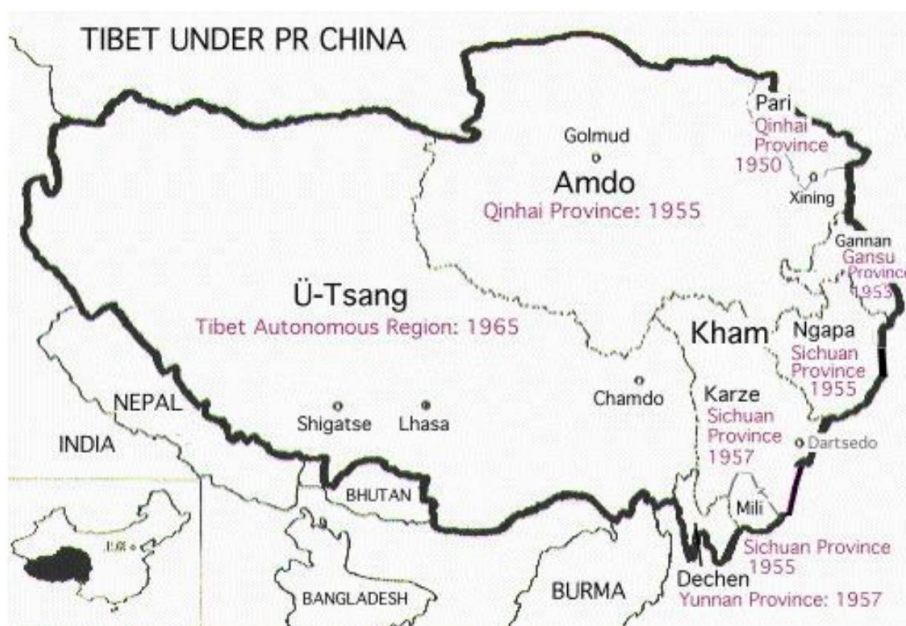 TIBET UNDER PR CHINA
Pari
Qinhai
Province
1950
Golmud
Xining
Amdo
Qinghai Province: 1955
Gannan
Gansu
Province
1953
Ü-Tsang
Tibet Autonomous Region: 1965
Kham
Ngapa
Sichuan
Province
1955
Chamdo
Karze
Sichuan
Province
1957
Shigatse
Lhasa
Dartsedo
NEPAL
INDIA
BHUTAN
Mili
Sichuan Province
1955
Dechen
Yunnan Province: 1957
BURMA
BANGLADESH